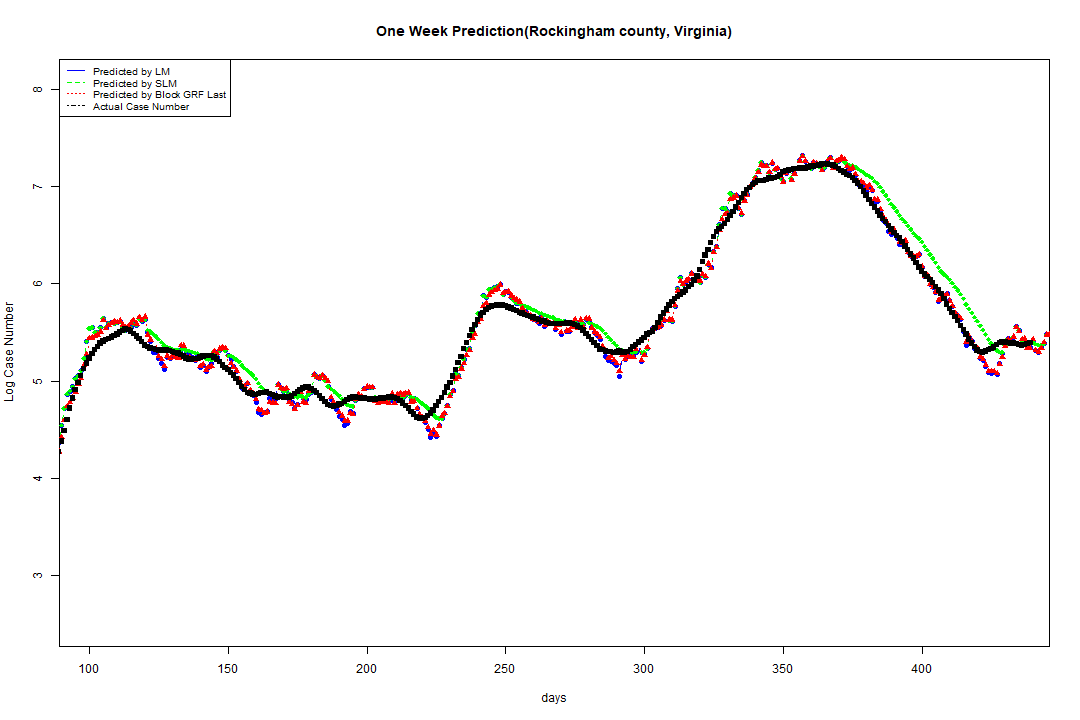 One Week Prediction(Rockingham county, Virginia)
Predicted by LM
Predicted by SLM
Predicted by Block GRF Last
Actual Case Number
8
7
6
5
4
3
Log Case Number
100 150 200 250 300 350 400
days